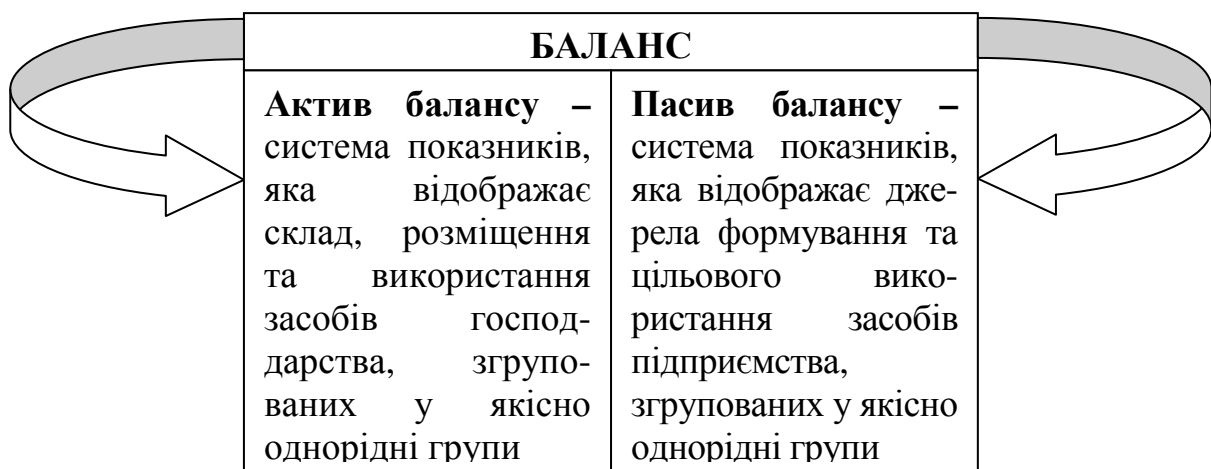 БАЛАНС
Актив балансу –
система показників,
яка відображає
склад, розміщення
та використання
засобів господ-
дарства, згрупо-
ваних у якісно
однорідні групи
Пасив балансу –
система показників,
яка відображає дже-
рела формування та
цільового вико-
ристання засобів
підприємства,
згрупованих у якісно
однорідні групи